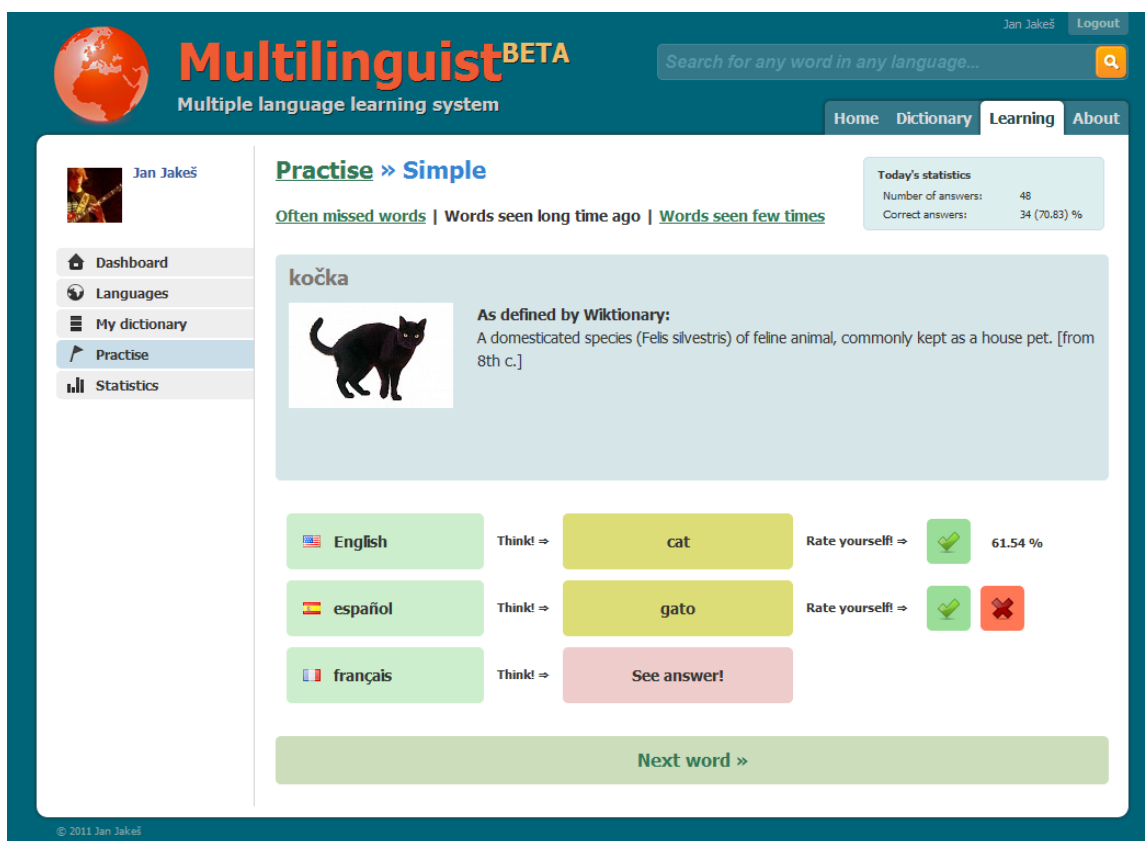 Jan Jakeš Logout
MultilinguistBETA
Search for any word in any language...
Multiple language learning system
Home Dictionary Learning About
Jan Jakeš
Dashboard
Languages
My dictionary
Practise
Statistics
Practise » Simple
Often missed words | Words seen long time ago | Words seen few times
Today's statistics
Number of answers: 48
Correct answers: 34 (70.83) %
kočka
As defined by Wiktionary:
A domesticated species (Felis silvestris) of feline animal, commonly kept as a house pet. [from
8th c.]
English Think! ⇒ cat Rate yourself! ⇒ 61.54 %
español Think! ⇒ gato Rate yourself! ⇒
français Think! ⇒ See answer!
Next word »
© 2011 Jan Jakeš